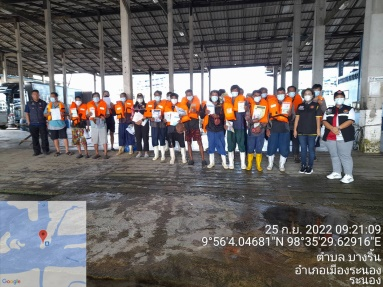 25 ก.ย. 2022 09:21:09
9°56'4.04681"N 98°35'29.62916"E
ตำบล บางริ้น
อำเภอเมืองระนอง
ระนอง
Google